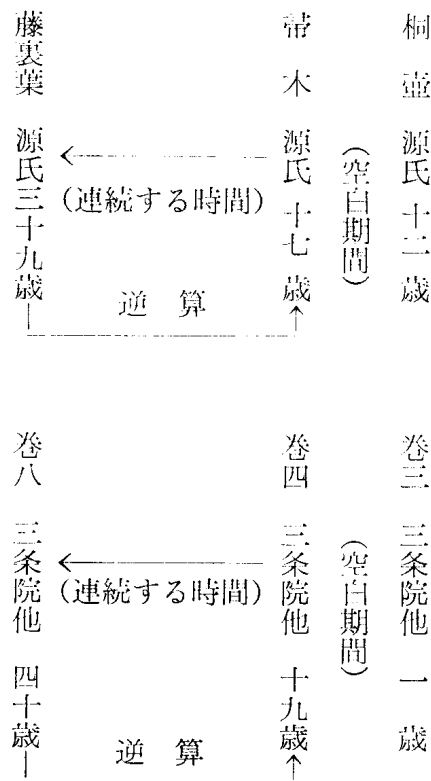 桐壺 源氏 十二 歳
(空白期間)
帚木 源氏 十七 歳
(連続する時間)
逆算
藤裏葉 源氏三十九歳
巻三 三条院他 一 歳
(空白期間)
巻四 三条院他 十九歳
(連続する時間)
逆算
巻八 三条院他 四十歳